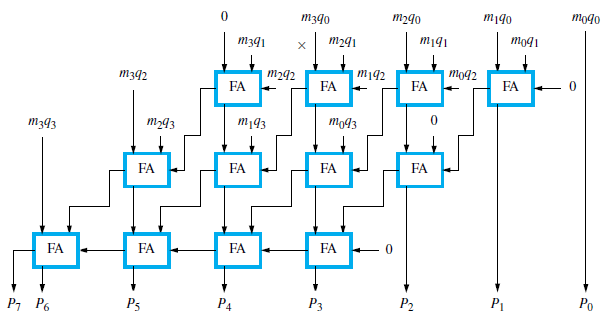 0 m₃q₀ m₂q₀ m₁q₀ m₀q₀
m₃q₁ × m₂q₁ m₁q₁ m₀q₁
m₃q₂ FA m₂q₂ FA m₁q₂ FA m₀q₂ FA 0
m₃q₃ m₂q₃ m₁q₃ m₀q₃ 0
FA FA FA FA
FA FA FA FA 0
P₇ P₆ P₅ P₄ P₃ P₂ P₁ P₀